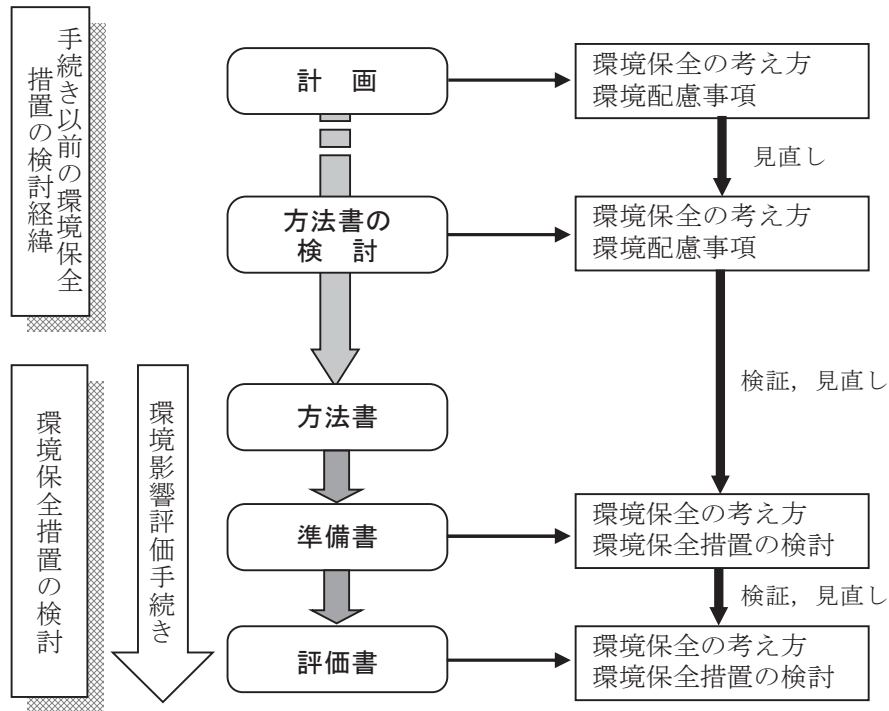 手続き以前の環境保全
措置の検討経緯
計　画
環境保全の考え方
環境配慮事項
見直し
方法書の
検　討
環境保全の考え方
環境配慮事項
検証，見直し
環境保全措置の検討
環境影響評価手続き
方法書
準備書
環境保全の考え方
環境保全措置の検討
検証，見直し
評価書
環境保全の考え方
環境保全措置の検討